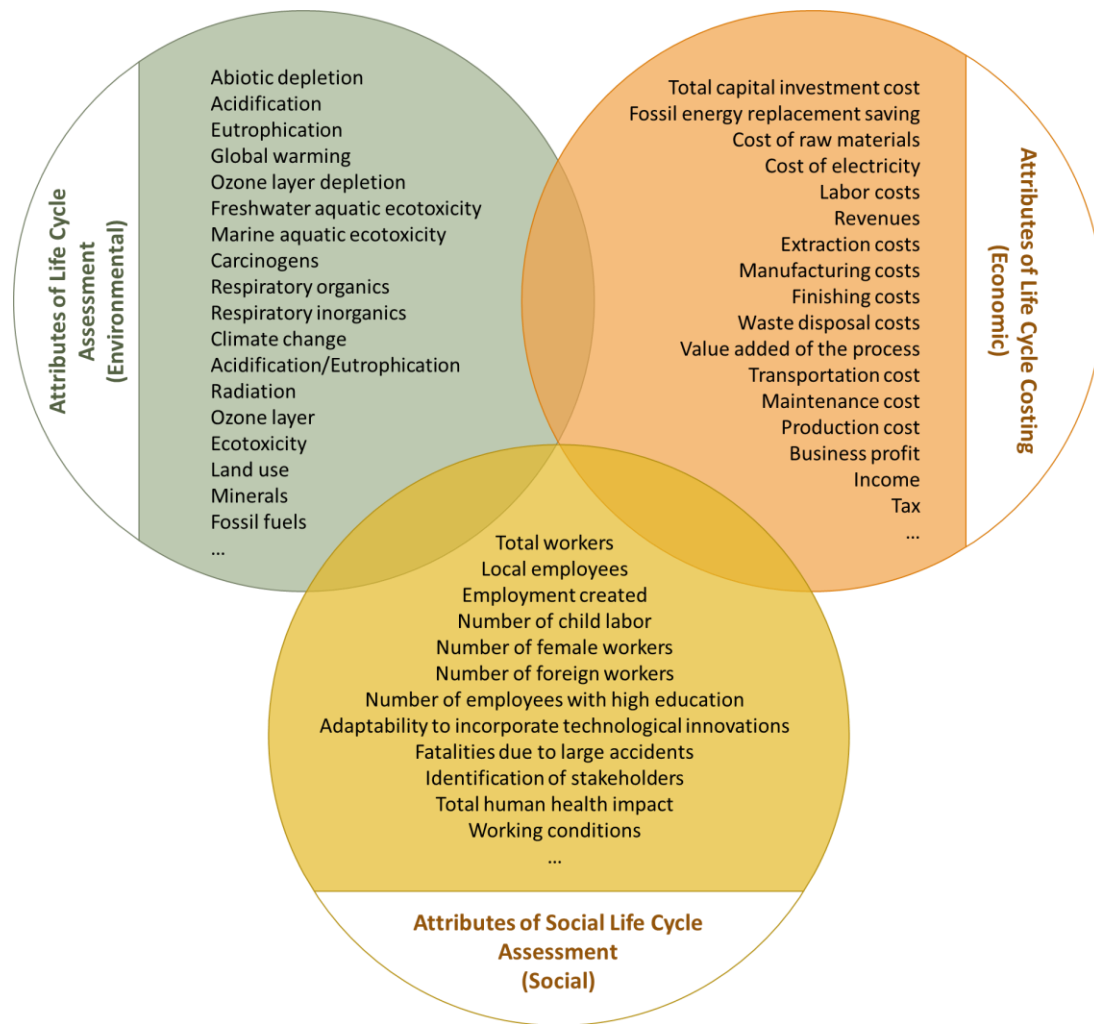 Attributes of Life Cycle
Assessment
(Environmental)
Abiotic depletion
Acidification
Eutrophication
Global warming
Ozone layer depletion
Freshwater aquatic ecotoxicity
Marine aquatic ecotoxicity
Carcinogens
Respiratory organics
Respiratory inorganics
Climate change
Acidification/Eutrophication
Radiation
Ozone layer
Ecotoxicity
Land use
Minerals
Fossil fuels
...
Total capital investment cost
Fossil energy replacement saving
Cost of raw materials
Cost of electricity
Labor costs
Revenues
Extraction costs
Manufacturing costs
Finishing costs
Waste disposal costs
Value added of the process
Transportation cost
Maintenance cost
Production cost
Business profit
Income
Tax
...
Attributes of Life Cycle Costing
(Economic)
Total workers
Local employees
Employment created
Number of child labor
Number of female workers
Number of foreign workers
Number of employees with high education
Adaptability to incorporate technological innovations
Fatalities due to large accidents
Identification of stakeholders
Total human health impact
Working conditions
...
Attributes of Social Life Cycle
Assessment
(Social)